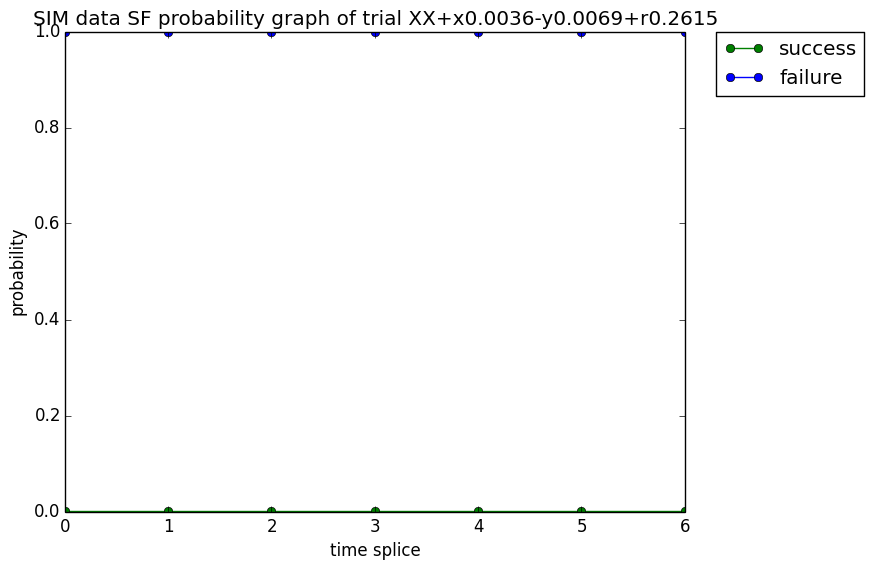 SIM data SF probability graph of trial XX+x0.0036-y0.0069+r0.2615
success
failure
1.0
0.8
0.6
0.4
0.2
0.0
probability
0 1 2 3 4 5 6
time splice